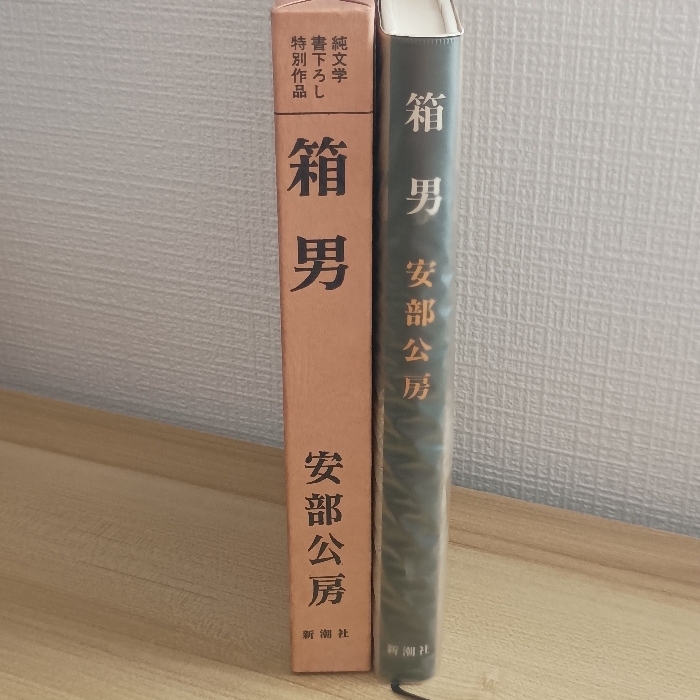 純文学
書下ろし
特別作品
箱男
安部公房
新潮社
箱男
安部公房
新潮社